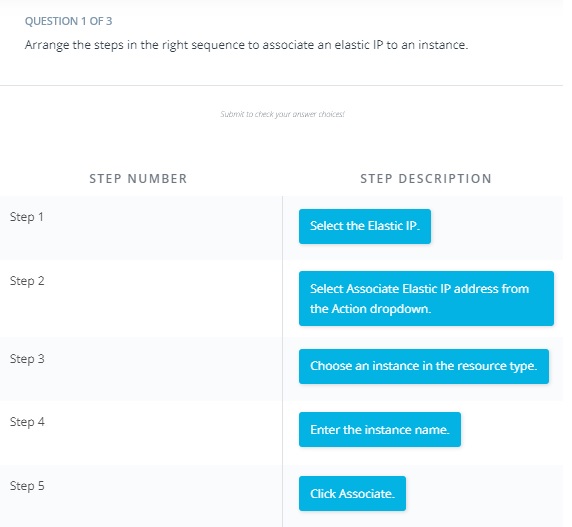 QUESTION 1 OF 3
Arrange the steps in the right sequence to associate an elastic IP to an instance.
Submit to check your answer choices!
STEP NUMBER
STEP DESCRIPTION
Step 1
Select the Elastic IP.
Step 2
Select Associate Elastic IP address from
the Action dropdown.
Step 3
Choose an instance in the resource type.
Step 4
Enter the instance name.
Step 5
Click Associate.